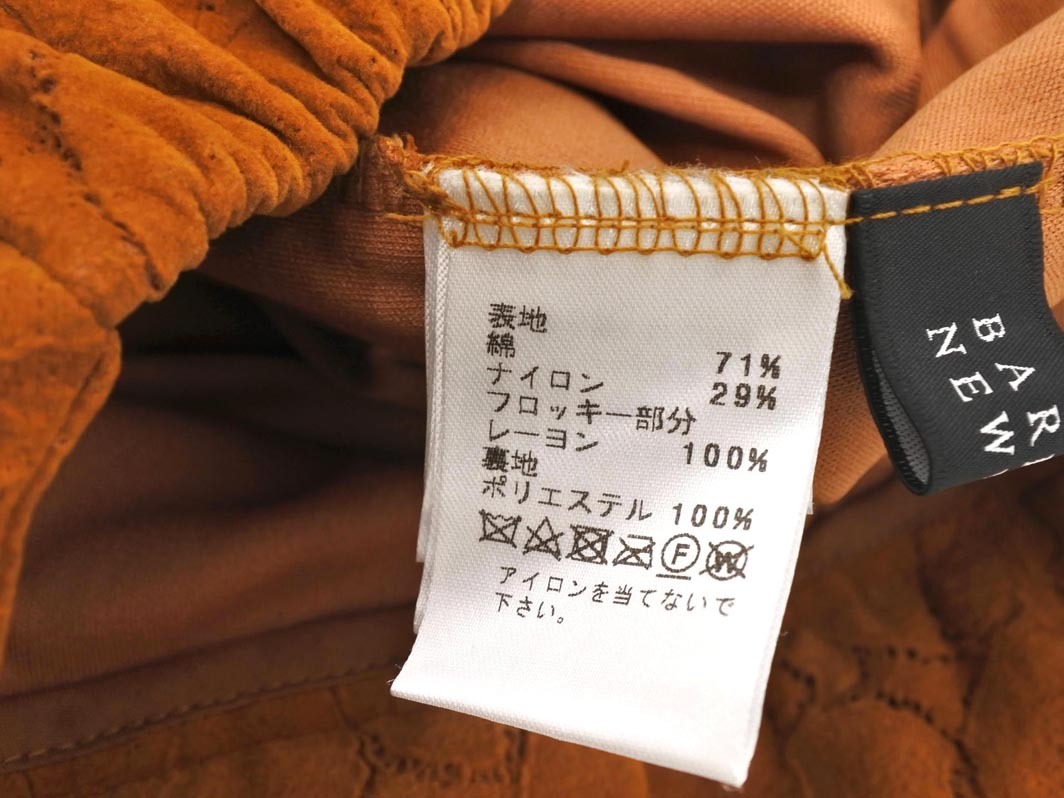 表地
綿 71%
ナイロン 29%
フロッキー部分
レーヨン 100%
裏地
ポリエステル 100%
F W
アイロンを当てないで
下さい。
BAR
NEW